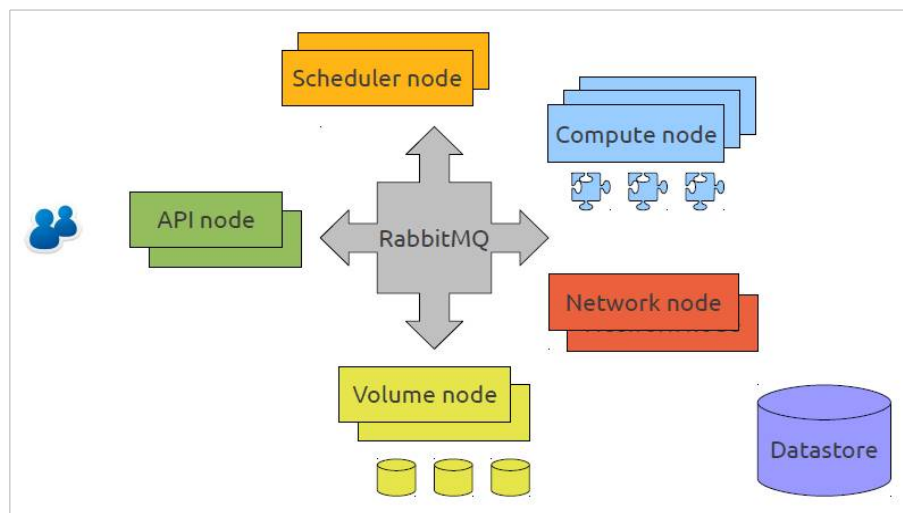 Scheduler node
Compute node
API node
RabbitMQ
Network node
Volume node
Datastore